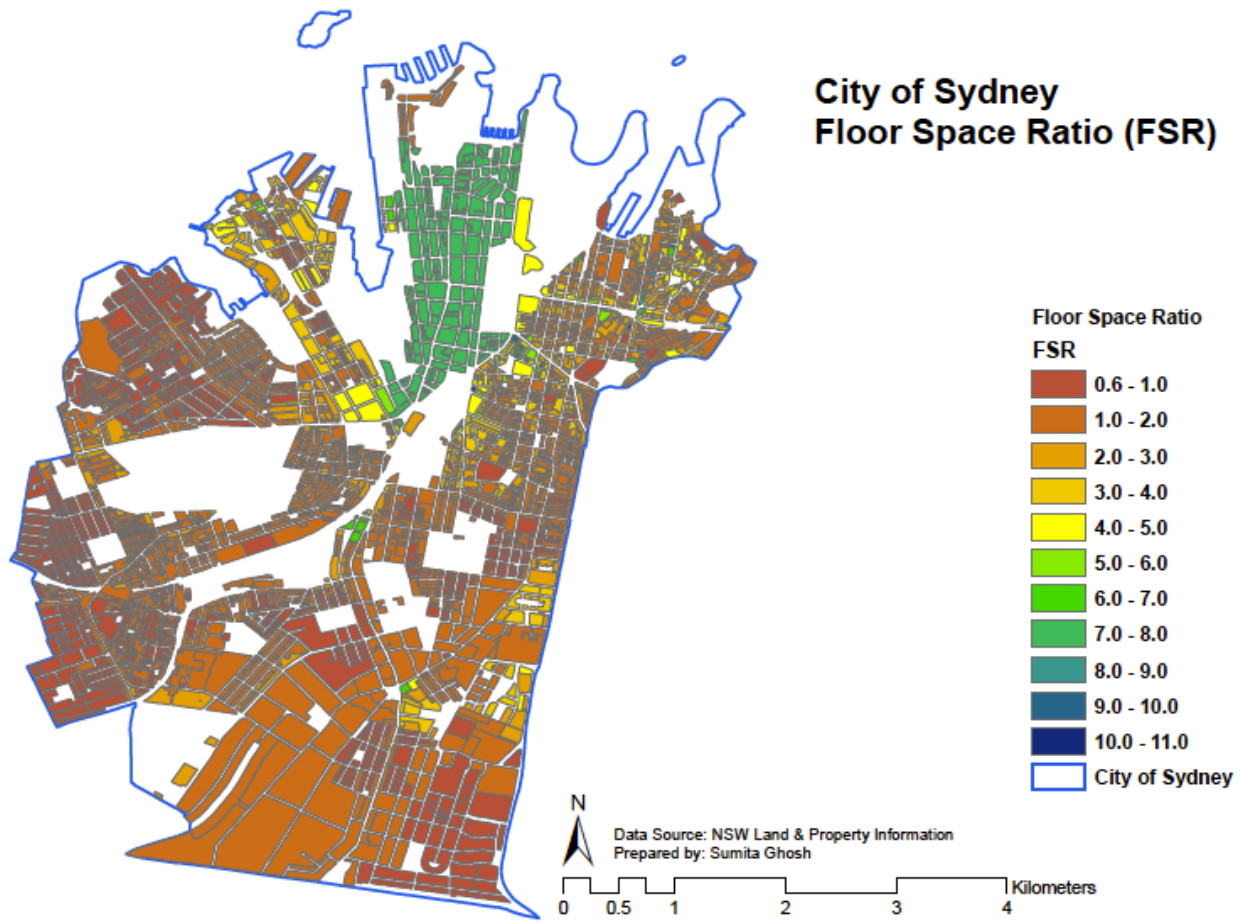 City of Sydney
Floor Space Ratio (FSR)
Floor Space Ratio
FSR
0.6 - 1.0
1.0 - 2.0
2.0 - 3.0
3.0 - 4.0
4.0 - 5.0
5.0 - 6.0
6.0 - 7.0
7.0 - 8.0
8.0 - 9.0
9.0 - 10.0
10.0 - 11.0
City of Sydney
N
Data Source: NSW Land & Property Information
Prepared by: Sumita Ghosh
Kilometers
0 0.5 1 2 3 4